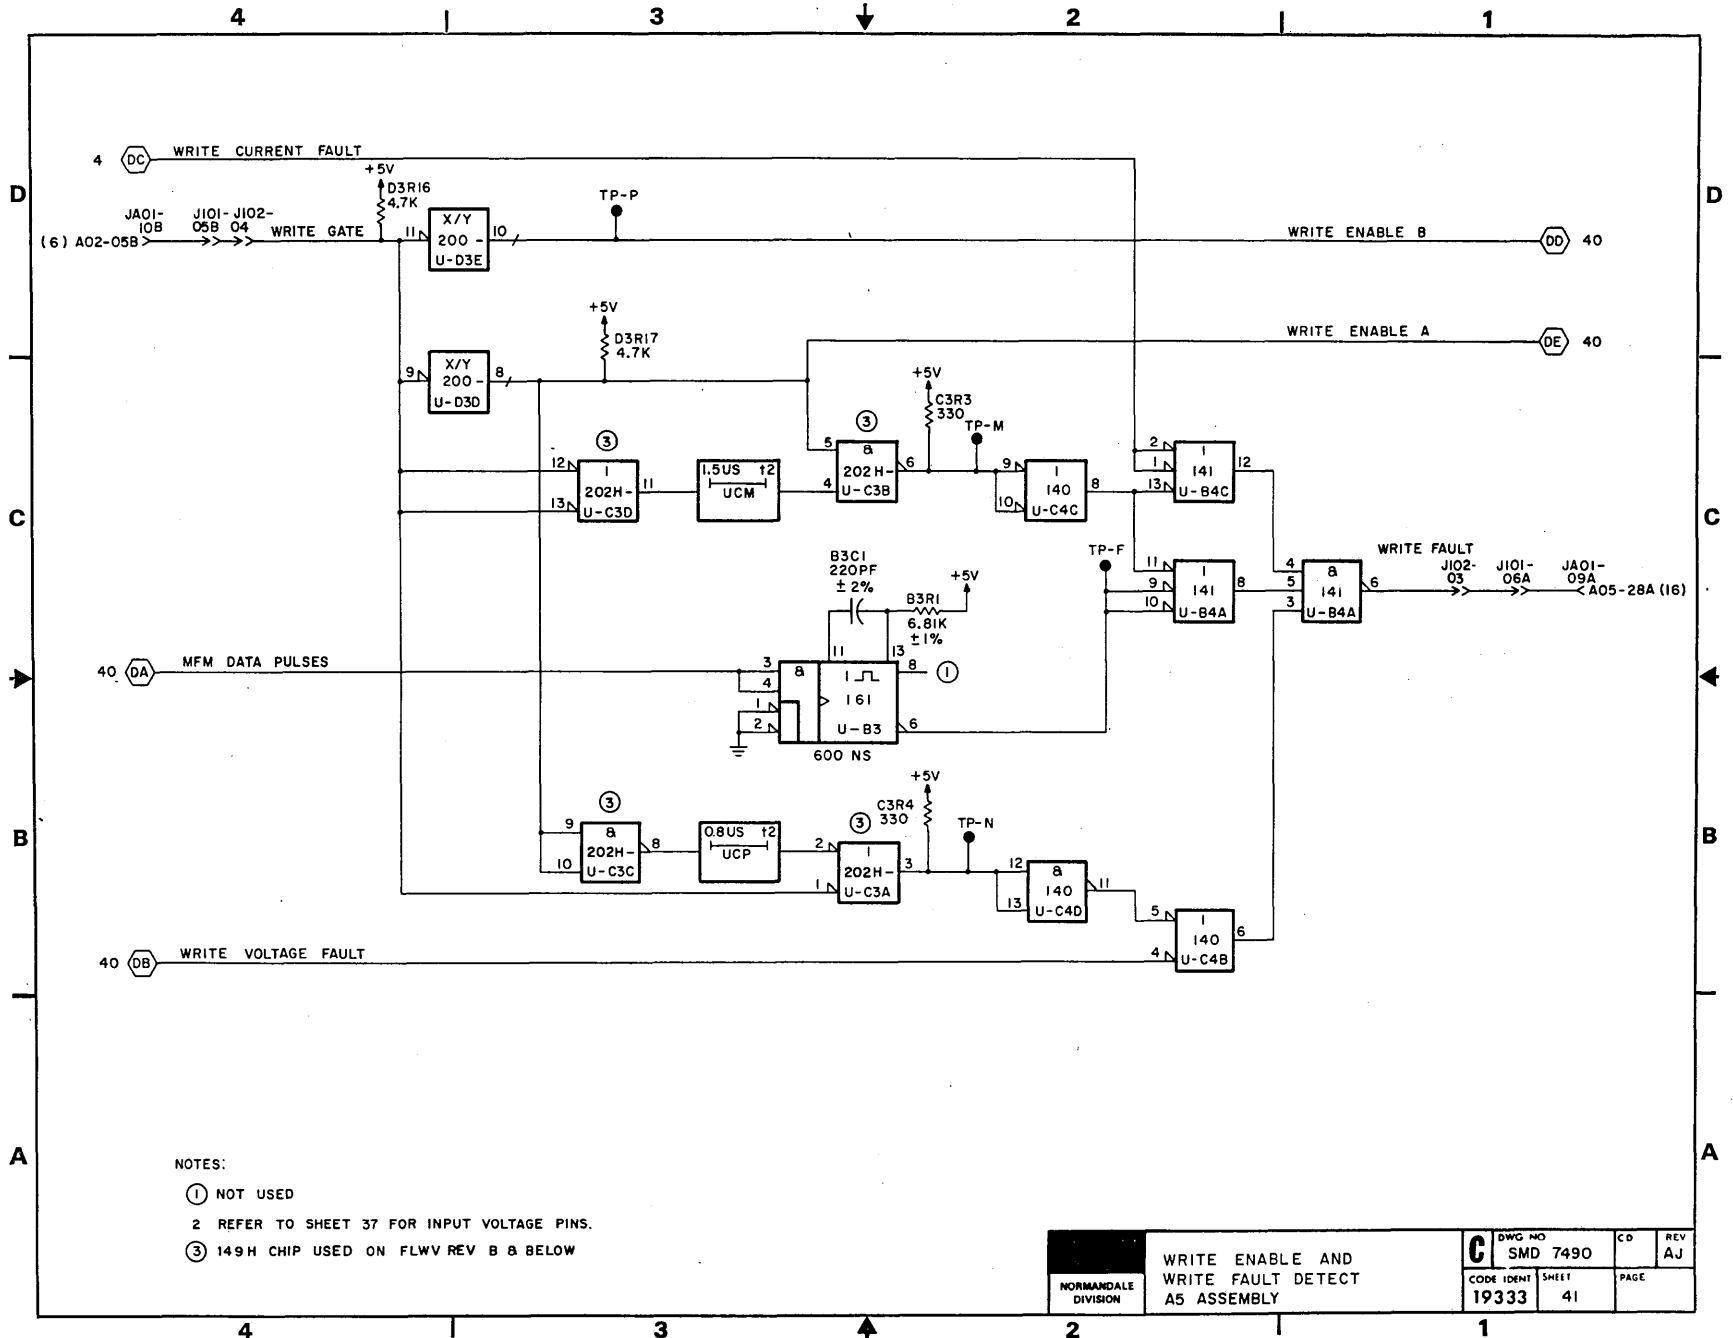 4 3 2 1
4 DC WRITE CURRENT FAULT
+5V
D3R16
4.7K
D D
JA01-
10B
J101-
05B
J102-
04
(6) A02-05B
WRITE GATE
11
X/Y
200 -
U-D3E
10
TP-P
WRITE ENABLE B
DD 40
+5V
D3R17
4.7K
WRITE ENABLE A
DE 40
9
X/Y
200 -
U-D3D
8
3
12
13
1
202H-
U-C3D
11
1.5US t2
UCM
3
5
4
&
202H-
U-C3B
6
+5V
C3R3
330
TP-M
9
10
1
140
U-C4C
8
2
1
13
1
141
U-B4C
12
C C
B3C1
220PF
± 2%
+5V
B3R1
6.81K
±1%
TP-F
11
9
10
1
141
U-B4A
8
4
5
3
&
141
U-B4A
6
WRITE FAULT
J102-
03
J101-
06A
JA01-
09A
A05-28A (16)
40 DA MFM DATA PULSES
3
4
1
2
&
11
13
1
161
U-B3
8
1
6
600 NS
B B
3
9
10
&
202H-
U-C3C
8
0.8US t2
UCP
3
2
1
1
202H-
U-C3A
3
+5V
C3R4
330
TP-N
12
13
&
140
U-C4D
11
5
4
1
140
U-C4B
6
40 DB WRITE VOLTAGE FAULT
A A
NOTES:
1 NOT USED
2 REFER TO SHEET 37 FOR INPUT VOLTAGE PINS.
3 149H CHIP USED ON FLWV REV B & BELOW
NORMANDALE
DIVISION
WRITE ENABLE AND
WRITE FAULT DETECT
A5 ASSEMBLY
C
DWG NO
SMD 7490
CD
REV
AJ
CODE IDENT
19333
SHEET
41
PAGE
4 3 2 1